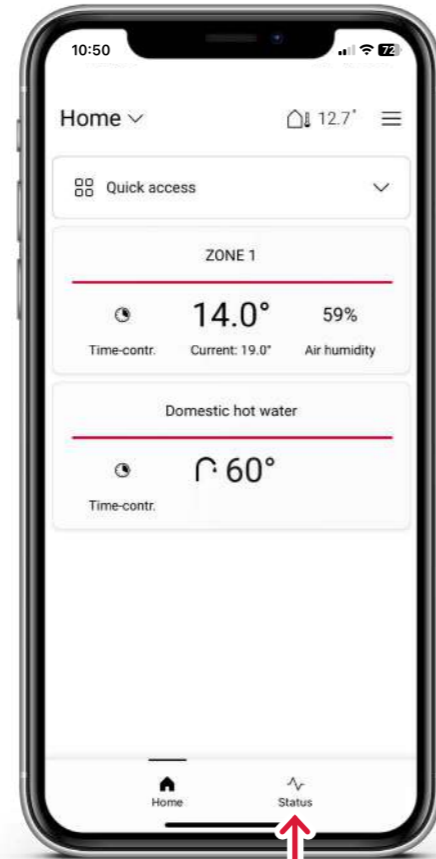 10:50
72
Home
12.7°
Quick access
ZONE 1
14.0°
59%
Time-contr.
Current: 19.0°
Air humidity
Domestic hot water
60°
Time-contr.
Home
Status